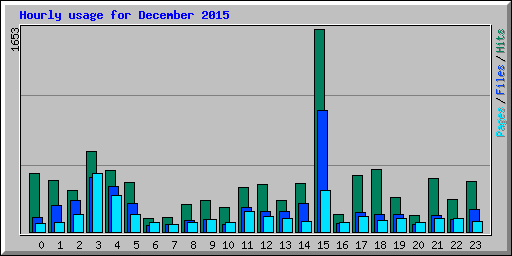 Hourly usage for December 2015
1653
Pages / Files / Hits
0 1 2 3 4 5 6 7 8 9 10 11 12 13 14 15 16 17 18 19 20 21 22 23